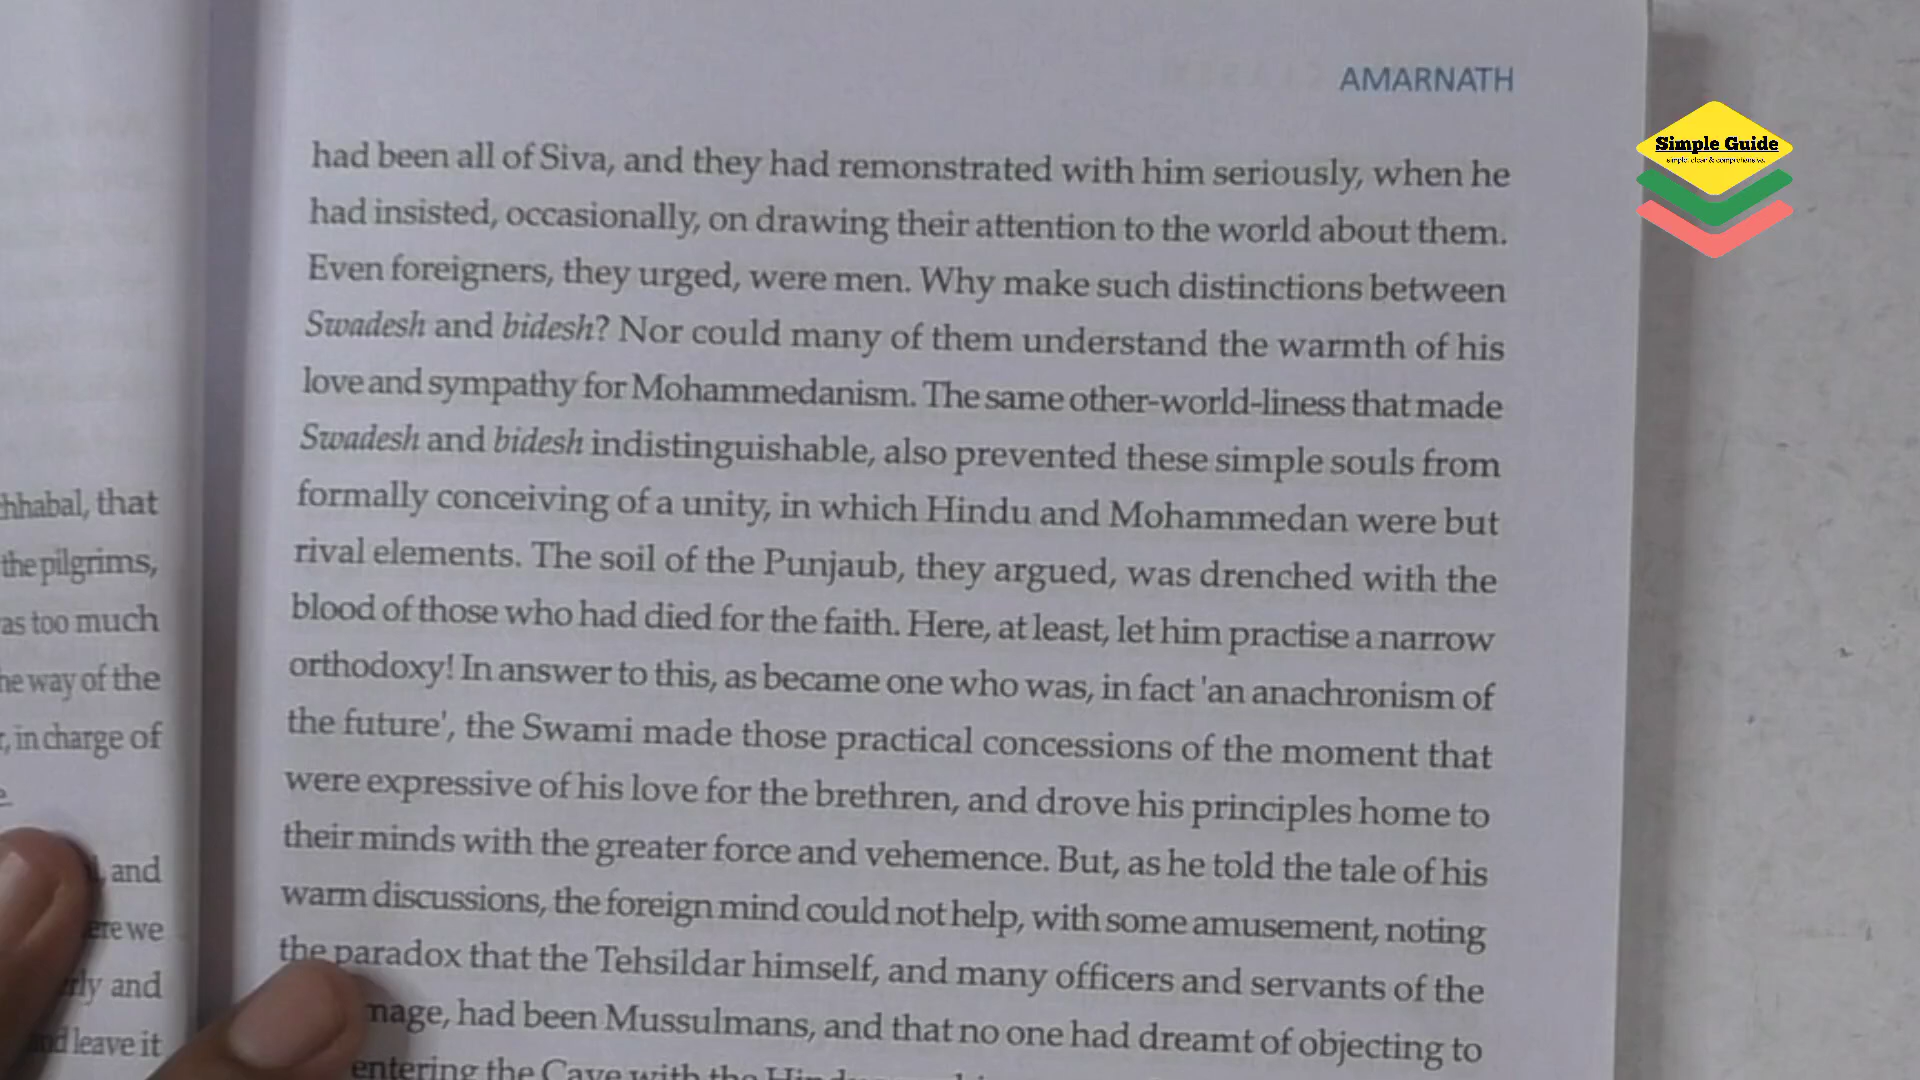 AMARNATH
Simple Guide
simple, clear & comprehensive.
had been all of Siva, and they had remonstrated with him seriously, when he
had insisted, occasionally, on drawing their attention to the world about them.
Even foreigners, they urged, were men. Why make such distinctions between
Swadesh and bidesh? Nor could many of them understand the warmth of his
love and sympathy for Mohammedanism. The same other-world-liness that made
Swadesh and bidesh indistinguishable, also prevented these simple souls from
formally conceiving of a unity, in which Hindu and Mohammedan were but
rival elements. The soil of the Punjaub, they argued, was drenched with the
blood of those who had died for the faith. Here, at least, let him practise a narrow
orthodoxy! In answer to this, as became one who was, in fact 'an anachronism of
the future', the Swami made those practical concessions of the moment that
were expressive of his love for the brethren, and drove his principles home to
their minds with the greater force and vehemence. But, as he told the tale of his
warm discussions, the foreign mind could not help, with some amusement, noting
the paradox that the Tehsildar himself, and many officers and servants of the
had been Mussulmans, and that no one had dreamt of objecting to
entering the Cave with the
that
the pilgrims,
as too much
way of the
in charge of
and
we
and
leave it